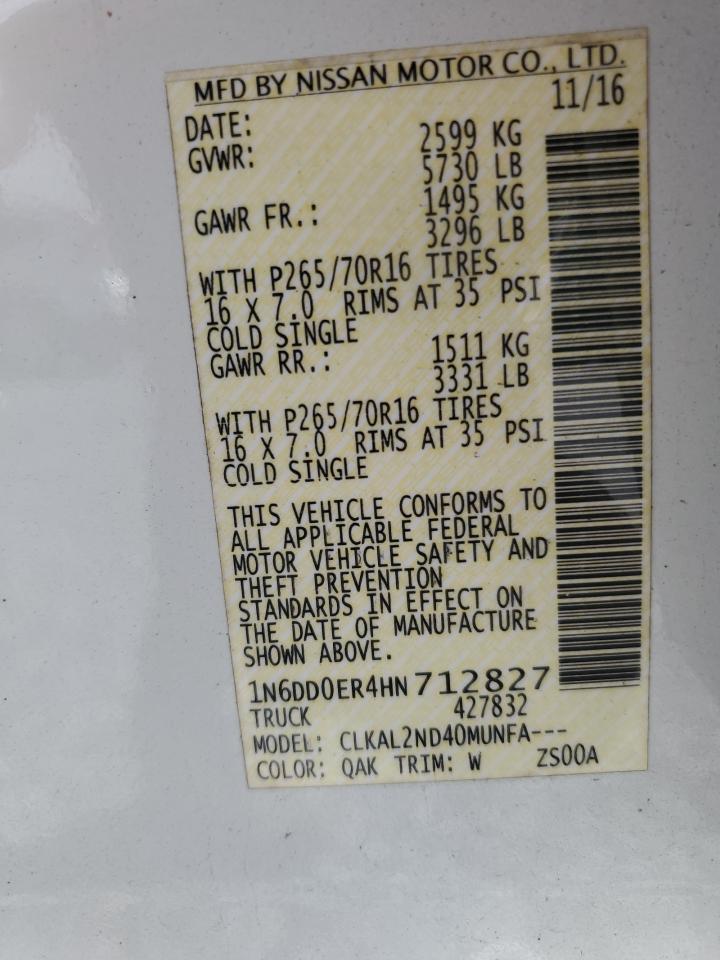 MFD BY NISSAN MOTOR CO., LTD.
DATE: 11/16
GVWR: 2599 KG
5730 LB
GAWR FR.: 1495 KG
3296 LB
WITH P265/70R16 TIRES
16 X 7.0 RIMS AT 35 PSI
COLD SINGLE
GAWR RR.: 1511 KG
3331 LB
WITH P265/70R16 TIRES
16 X 7.0 RIMS AT 35 PSI
COLD SINGLE
THIS VEHICLE CONFORMS TO
ALL APPLICABLE FEDERAL
MOTOR VEHICLE SAFETY AND
THEFT PREVENTION
STANDARDS IN EFFECT ON
THE DATE OF MANUFACTURE
SHOWN ABOVE.
1N6DD0ER4HN712827
TRUCK 427832
MODEL: CLKAL2ND40MUNFA---
COLOR: QAK TRIM: W ZS00A